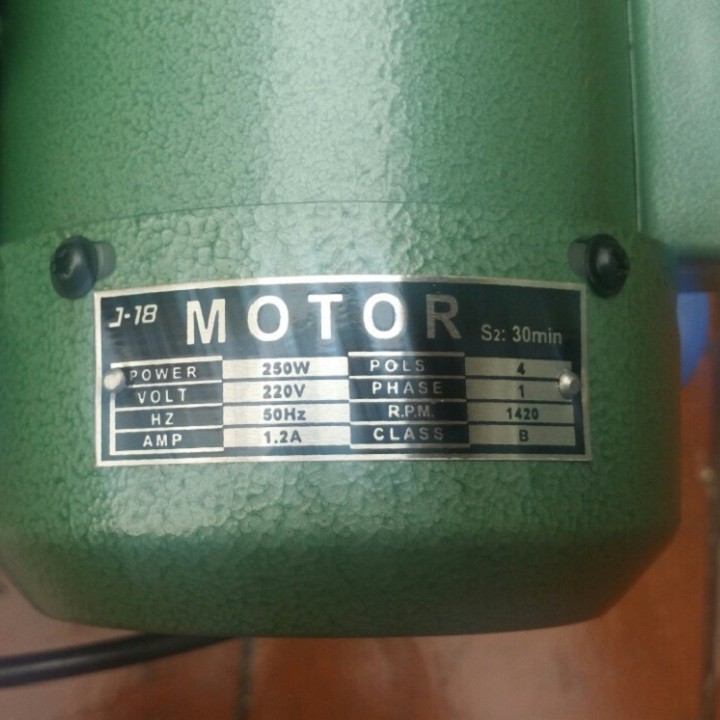 J-18 MOTOR S2: 30min
POWER 250W POLS 4
VOLT 220V PHASE 1
HZ 50Hz R.P.M. 1420
AMP 1.2A CLASS B